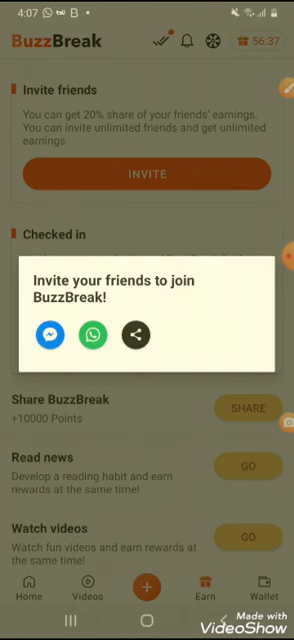 4:07
BuzzBreak
56:37
Invite friends
You can get 20% share of your friends' earnings.
You can invite unlimited friends and get unlimited
earnings.
INVITE
Checked in
Invite your friends to join
BuzzBreak!
Share BuzzBreak
+10000 Points
SHARE
Read news
Develop a reading habit and earn
rewards at the same time!
GO
Watch videos
Watch fun videos and earn rewards
at the same time!
GO
Home
Videos
Earn
Wallet
Made with
VideoShow